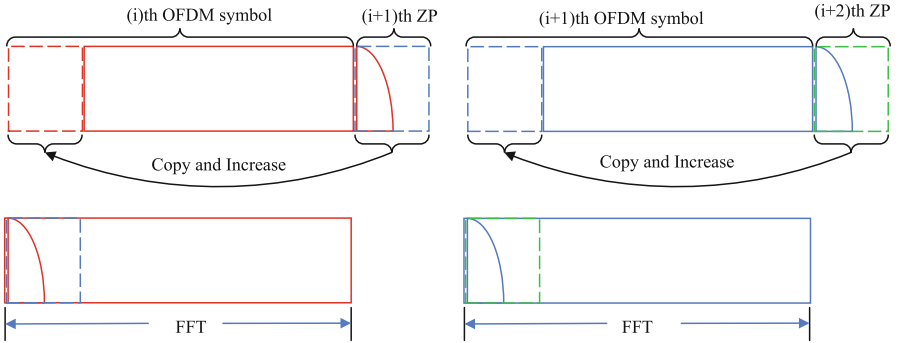 (i)th OFDM symbol
(i+1)th ZP
(i+1)th OFDM symbol
(i+2)th ZP
Copy and Increase
Copy and Increase
FFT
FFT